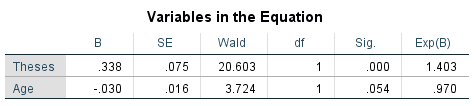 Variables in the Equation
B SE Wald df Sig. Exp(B)
Theses .338 .075 20.603 1 .000 1.403
Age -.030 .016 3.724 1 .054 .970